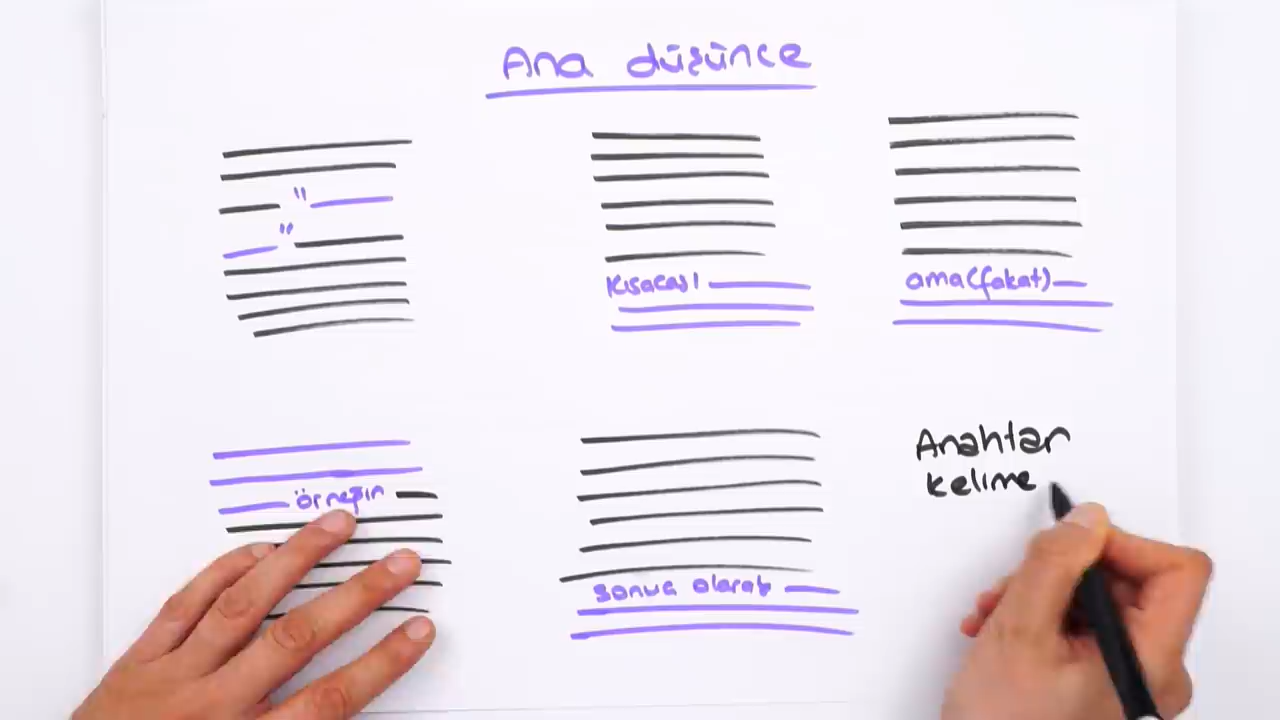 Ana düşünce
"
"
Kısacası
ama(fakat)
örneğin
sonuç olarak
Anahtar
kelime